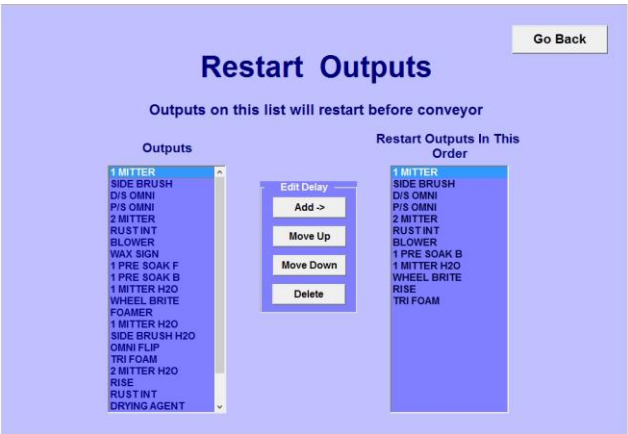 Go Back
Restart Outputs
Outputs on this list will restart before conveyor
Outputs
1 MITTER
SIDE BRUSH
D/S OMNI
P/S OMNI
2 MITTER
RUST INT
BLOWER
WAX SIGN
1 PRE SOAK F
1 PRE SOAK B
1 MITTER H2O
WHEEL BRITE
FOAMER
1 MITTER H2O
SIDE BRUSH H2O
OMNI FLIP
TRI FOAM
2 MITTER H2O
RISE
RUST INT
DRYING AGENT
Edit Delay
Add ->
Move Up
Move Down
Delete
Restart Outputs In This
Order
1 MITTER
SIDE BRUSH
D/S OMNI
P/S OMNI
2 MITTER
RUST INT
BLOWER
1 PRE SOAK B
1 MITTER H2O
WHEEL BRITE
RISE
TRI FOAM